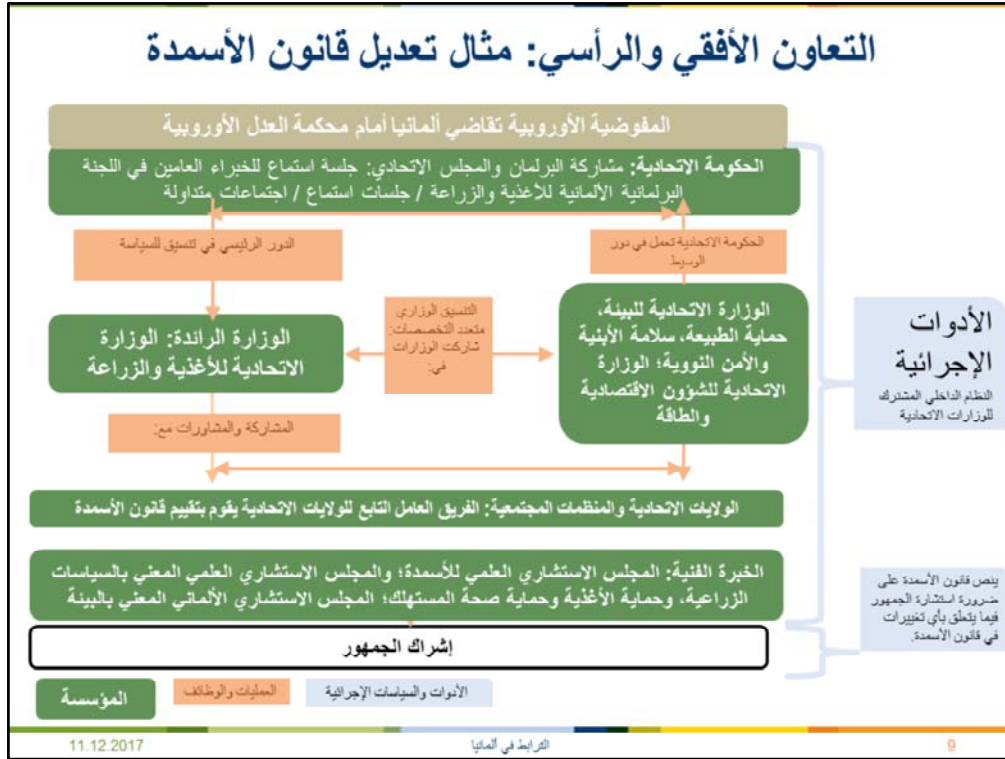 التعاون الأفقي والرأسي: مثال تعديل قانون الأسمدة
المفوضية الأوروبية تقاضي ألمانيا أمام محكمة العدل الأوروبية
الحكومة الاتحادية: مشاركة البرلمان والمجلس الاتحادي: جلسة استماع للخبراء العامين في اللجنة
البرلمانية الألمانية للأغذية والزراعة / جلسات استماع / اجتماعات متداولة
الحكومة الاتحادية تعمل في دور
الوسيط
الدور الرئيسي في تنسيق للسياسة
الوزارة الاتحادية للبيئة،
حماية الطبيعة، سلامة الأبنية
والأمن النووية؛ الوزارة
الاتحادية للشؤون الاقتصادية
والطاقة
التنسيق الوزاري
متعدد التخصصات:
شاركت الوزارات
في:
الوزارة الرائدة: الوزارة
الاتحادية للأغذية والزراعة
المشاركة والمشاورات مع:
الأدوات
الإجرائية
النظام الداخلي المشترك
للوزارات الاتحادية
الولايات الاتحادية والمنظمات المجتمعية: الفريق العامل التابع للولايات الاتحادية يقوم بتقييم قانون الأسمدة
الخبرة الفنية: المجلس الاستشاري العلمي للأسمدة؛ والمجلس الاستشاري العلمي المعني بالسياسات
الزراعية، وحماية الأغذية وحماية صحة المستهلك؛ المجلس الاستشاري الألماني المعني بالبيئة
ينص قانون الأسمدة على
ضرورة استشارة الجمهور
فيما يتعلق بأي تغييرات
في قانون الأسمدة.
إشراك الجمهور
الأدوات والسياسات الإجرائية
العمليات والوظائف
المؤسسة
9
الترابط في ألمانيا
11.12.2017